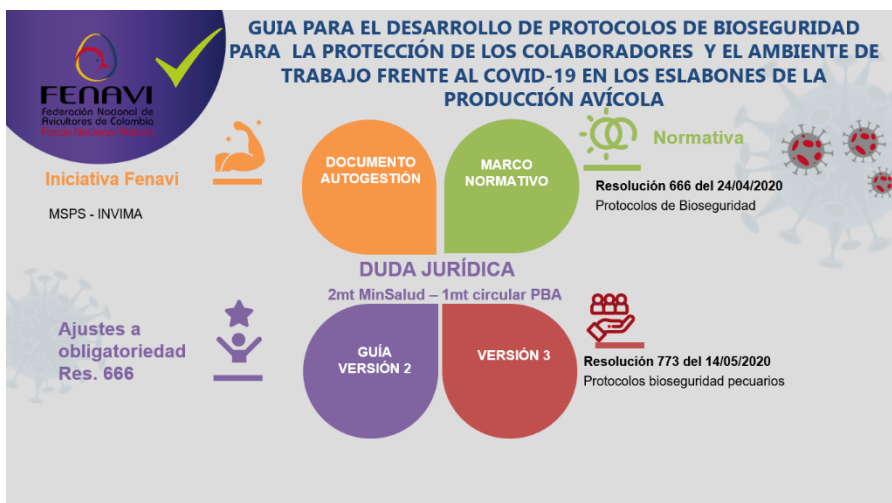 GUIA PARA EL DESARROLLO DE PROTOCOLOS DE BIOSEGURIDAD
PARA LA PROTECCIÓN DE LOS COLABORADORES Y EL AMBIENTE DE
TRABAJO FRENTE AL COVID-19 EN LOS ESLABONES DE LA
PRODUCCIÓN AVÍCOLA
FENAVI
Federación Nacional de
Avicultores de Colombia
Fondo Nacional Avícola
Iniciativa Fenavi
MSPS - INVIMA
DOCUMENTO
AUTOGESTIÓN
MARCO
NORMATIVO
Normativa
Resolución 666 del 24/04/2020
Protocolos de Bioseguridad
DUDA JURÍDICA
2mt MinSalud – 1mt circular PBA
Ajustes a
obligatoriedad
Res. 666
GUÍA
VERSIÓN 2
VERSIÓN 3
Resolución 773 del 14/05/2020
Protocolos bioseguridad pecuarios